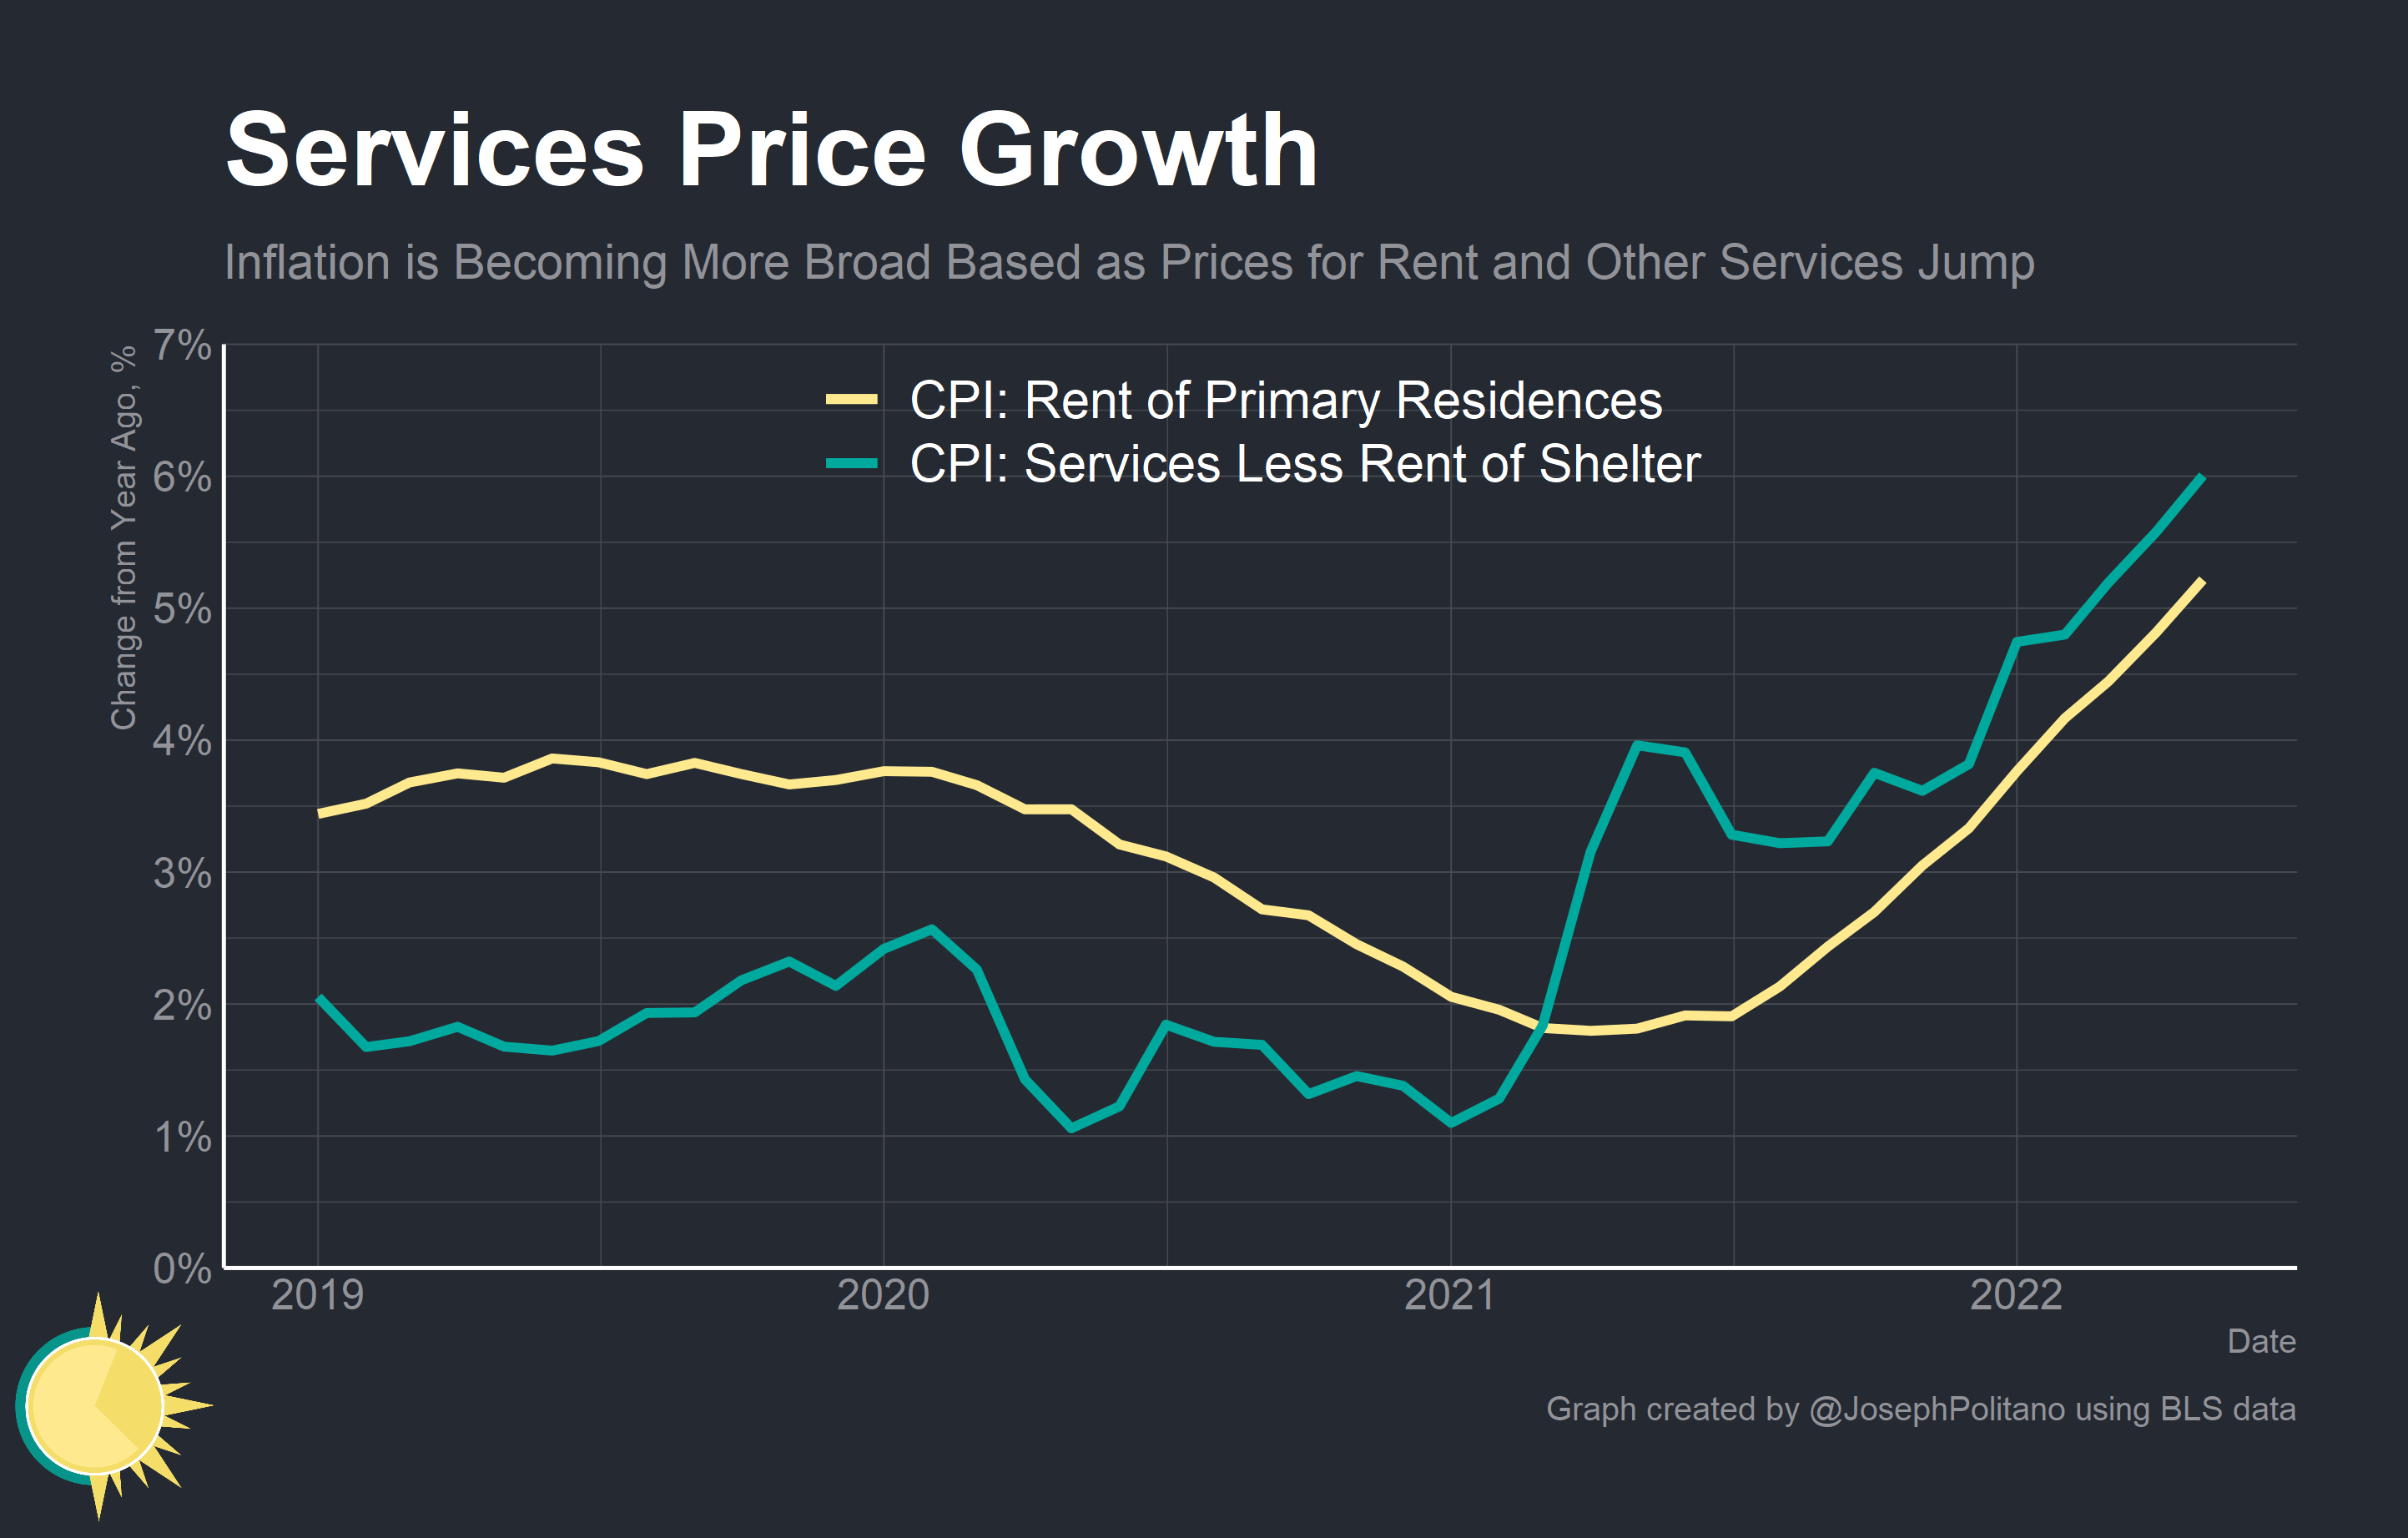 Services Price Growth
Inflation is Becoming More Broad Based as Prices for Rent and Other Services Jump
Change from Year Ago, %
7%
6%
5%
4%
3%
2%
1%
0%
CPI: Rent of Primary Residences
CPI: Services Less Rent of Shelter
2019 2020 2021 2022
Date
Graph created by @JosephPolitano using BLS data